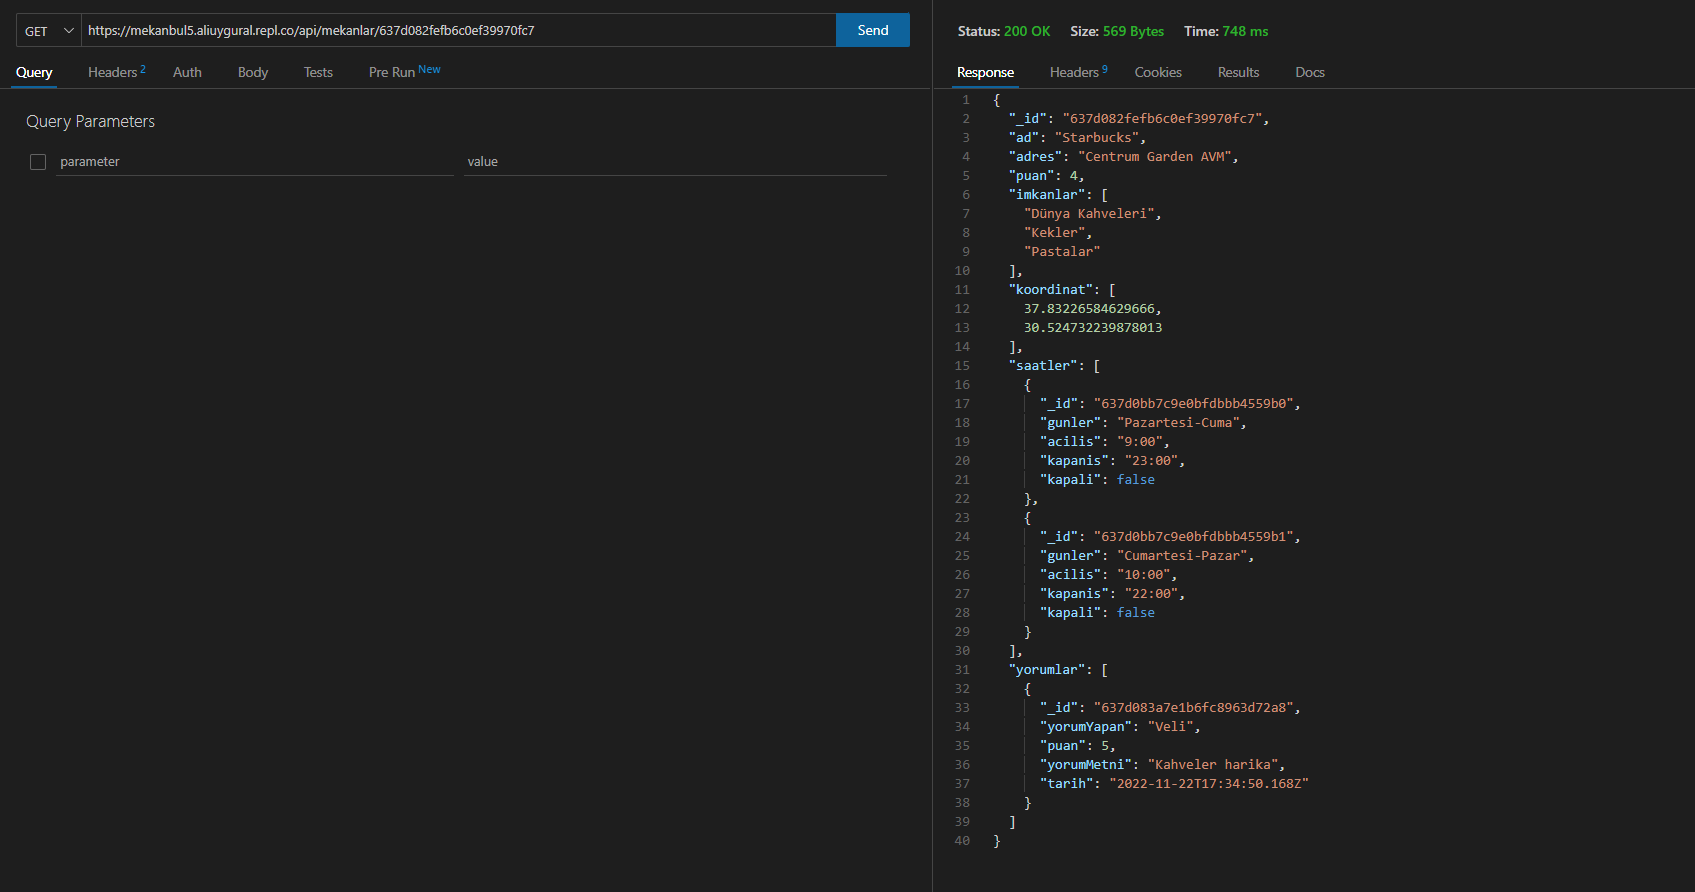 GET https://mekanbul5.aliuygural.repl.co/api/mekanlar/637d082fefb6c0ef39970fc7 Send
Query Headers 2 Auth Body Tests Pre Run New
Query Parameters
parameter value
Status: 200 OK Size: 569 Bytes Time: 748 ms
Response Headers 9 Cookies Results Docs
1 {
2 "_id": "637d082fefb6c0ef39970fc7",
3 "ad": "Starbucks",
4 "adres": "Centrum Garden AVM",
5 "puan": 4,
6 "imkanlar": [
7 "Dünya Kahveleri",
8 "Kekler",
9 "Pastalar"
10 ],
11 "koordinat": [
12 37.83226584629666,
13 30.524732239878013
14 ],
15 "saatler": [
16 {
17 "_id": "637d0bb7c9e0bfdbbb4559b0",
18 "gunler": "Pazartesi-Cuma",
19 "acilis": "9:00",
20 "kapanis": "23:00",
21 "kapali": false
22 },
23 {
24 "_id": "637d0bb7c9e0bfdbbb4559b1",
25 "gunler": "Cumartesi-Pazar",
26 "acilis": "10:00",
27 "kapanis": "22:00",
28 "kapali": false
29 }
30 ],
31 "yorumlar": [
32 {
33 "_id": "637d083a7e1b6fc8963d72a8",
34 "yorumYapan": "Veli",
35 "puan": 5,
36 "yorumMetni": "Kahveler harika",
37 "tarih": "2022-11-22T17:34:50.168Z"
38 }
39 ]
40 }